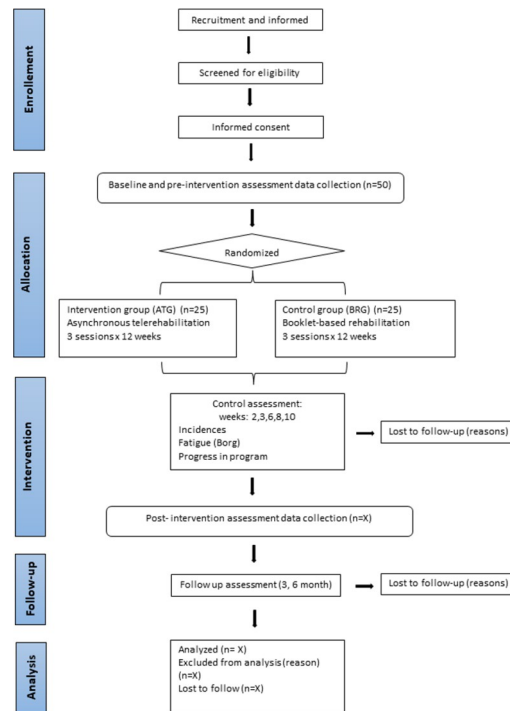 Enrollement
Recruitment and informed
Screened for eligibility
Informed consent
Allocation
Baseline and pre-intervention assessment data collection (n=50)
Randomized
Intervention group (ATG) (n=25)
Asynchronous telerehabilitation
3 sessions x 12 weeks
Control group (BRG) (n=25)
Booklet-based rehabilitation
3 sessions x 12 weeks
Intervention
Control assessment:
weeks: 2,3,6,8,10
Incidences
Fatigue (Borg)
Progress in program
Lost to follow-up (reasons)
Post- intervention assessment data collection (n=X)
Follow-up
Follow up assessment (3, 6 month)
Lost to follow-up (reasons)
Analysis
Analyzed (n= X)
Excluded from analysis (reason)
(n=X)
Lost to follow (n=X)